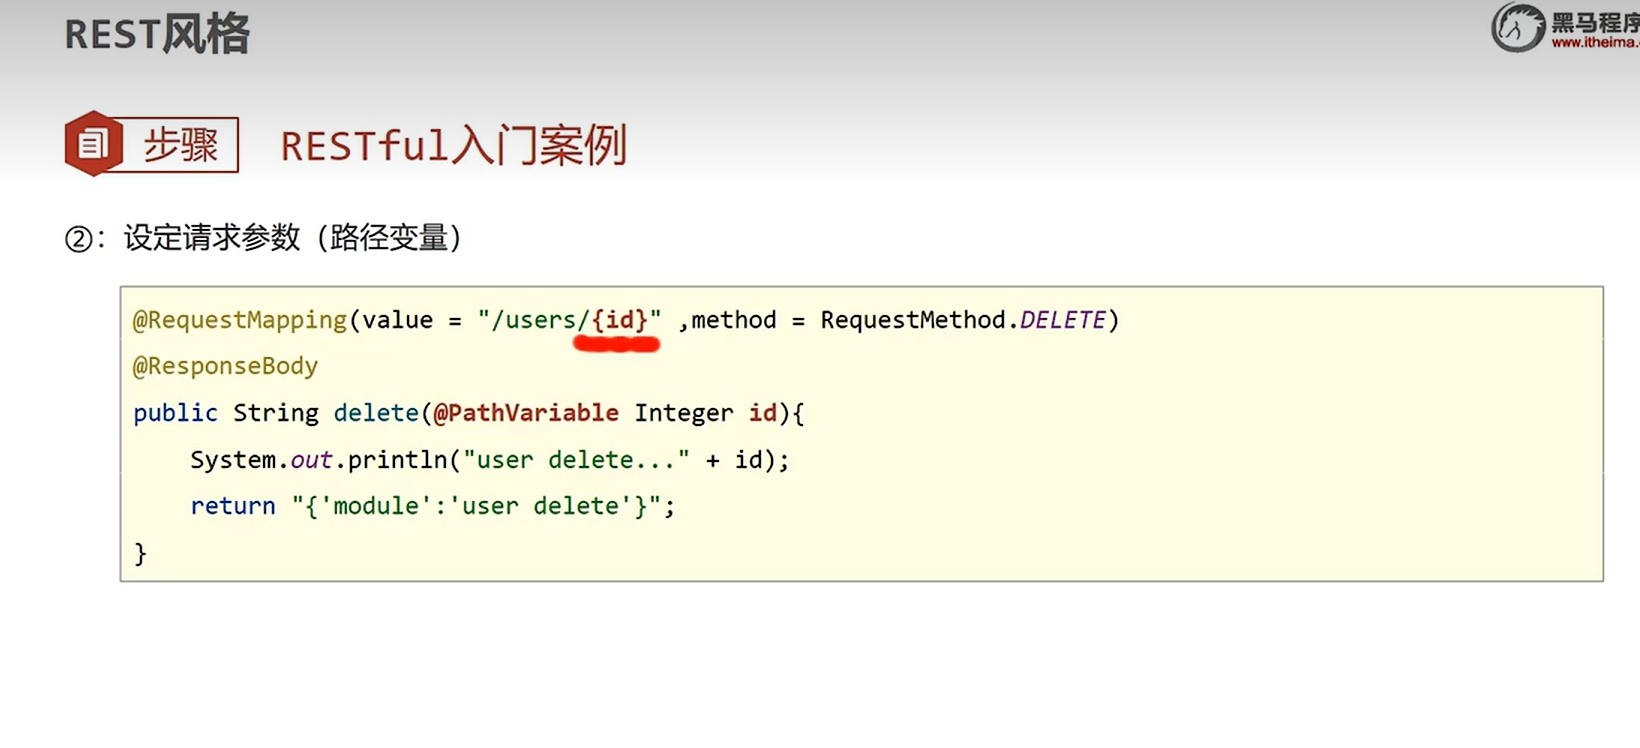 REST风格
黑马程序
www.itheima.
步骤
RESTful入门案例
②：设定请求参数（路径变量）
@RequestMapping(value = "/users/{id}" ,method = RequestMethod.DELETE)
@ResponseBody
public String delete(@PathVariable Integer id){
    System.out.println("user delete..." + id);
    return "{'module':'user delete'}";
}